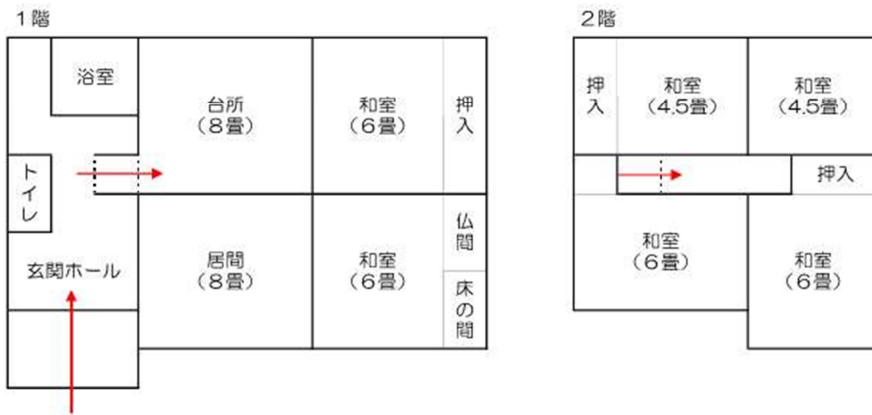 1階
浴室
台所
(8畳)
和室
(6畳)
押入
トイレ
玄関ホール
居間
(8畳)
和室
(6畳)
仏間
床の間
2階
押入
和室
(4.5畳)
和室
(4.5畳)
押入
和室
(6畳)
和室
(6畳)